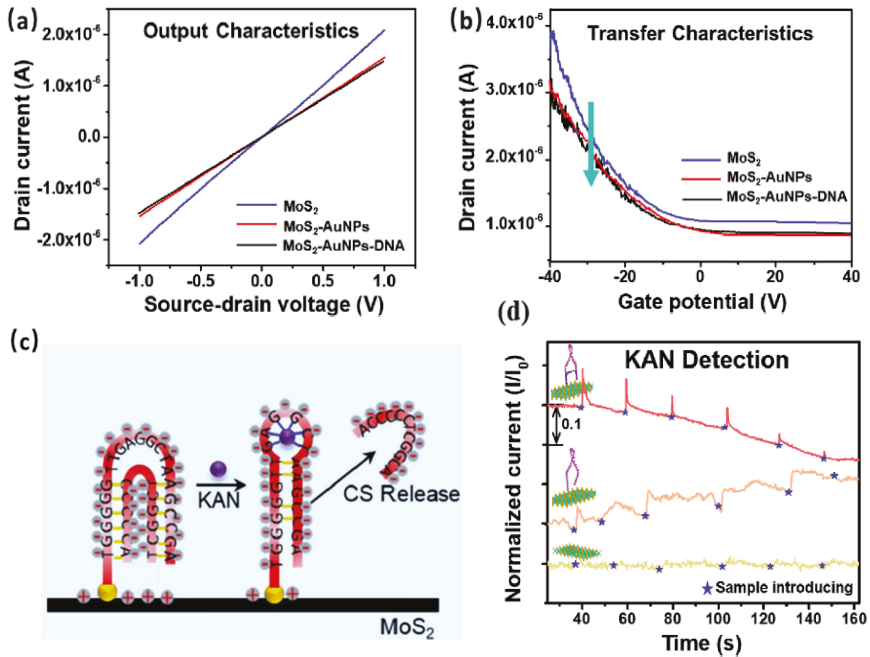 (a)
Output Characteristics
2.0x10⁻⁶
1.0x10⁻⁶
0.0
-1.0x10⁻⁶
-2.0x10⁻⁶
Drain current (A)
MoS₂
MoS₂-AuNPs
MoS₂-AuNPs-DNA
-1.0 -0.5 0.0 0.5 1.0
Source-drain voltage (V)
(b)
Transfer Characteristics
4.0x10⁻⁶
3.0x10⁻⁶
2.0x10⁻⁶
1.0x10⁻⁶
Drain current (A)
MoS₂
MoS₂-AuNPs
MoS₂-AuNPs-DNA
-40 -20 0 20 40
Gate potential (V)
(c)
KAN
CS Release
MoS₂
(d)
KAN Detection
Normalized current (I/I₀)
0.1
Sample introducing
40 60 80 100 120 140 160
Time (s)